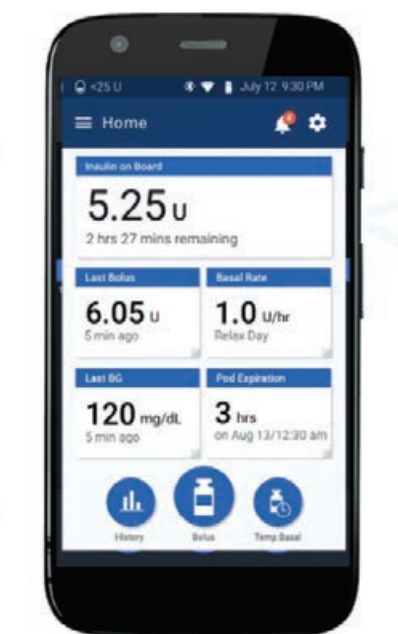 <25 U July 12 9:30 PM
Home
Insulin on Board
5.25 U
2 hrs 27 mins remaining
Last Bolus Basal Rate
6.05 U 1.0 U/hr
5 min ago Relax Day
Last BG Pod Expiration
120 mg/dL 3 hrs
5 min ago on Aug 13/12:30 am
History Bolus Temp Basal